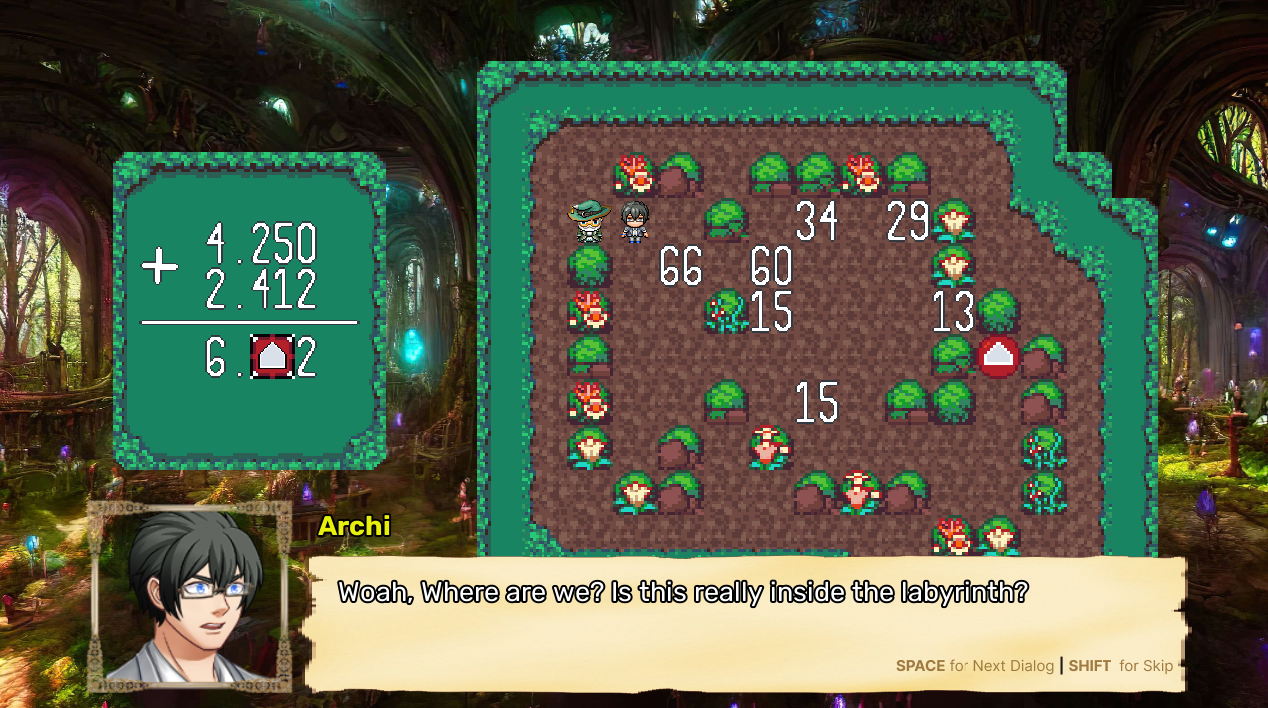 4.250
+
2.412
6. 2
34 29
66 60
15 13
15
Archi
Woah, Where are we? Is this really inside the labyrinth?
SPACE for Next Dialog | SHIFT for Skip